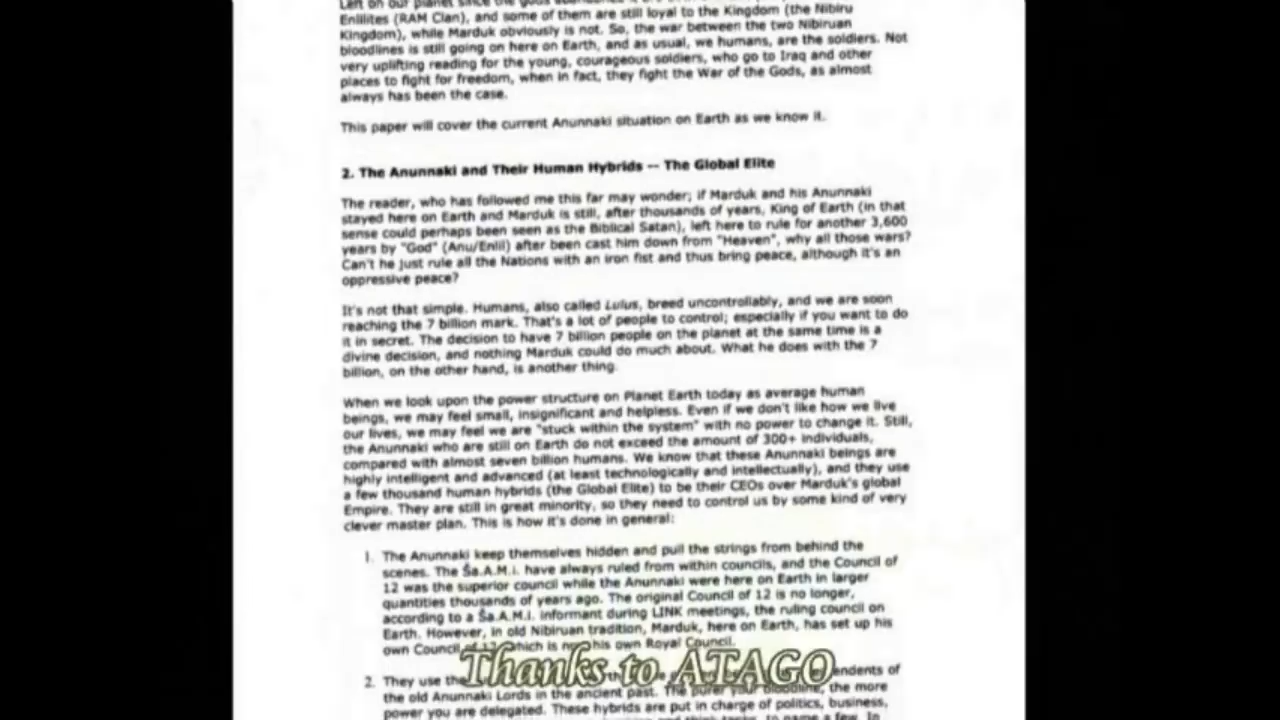 Left on our planet since the gods
Enlilites (RAM Clan), and some of them are still loyal to the Kingdom (the Nibiru
Kingdom), while Marduk obviously is not. So, the war between the two Nibiruan
bloodlines is still going on here on Earth, and as usual, we humans, are the soldiers. Not
very uplifting reading for the young, courageous soldiers, who go to Iraq and other
places to fight for freedom, when in fact, they fight the War of the Gods, as almost
always has been the case.
This paper will cover the current Anunnaki situation on Earth as we know it.
2. The Anunnaki and Their Human Hybrids -- The Global Elite
The reader, who has followed me this far may wonder; if Marduk and his Anunnaki
stayed here on Earth and Marduk is still, after thousands of years, King of Earth (in that
sense could perhaps been seen as the Biblical Satan), left here to rule for another 3,600
years by "God" (Anu/Enlil) after been cast him down from "Heaven", why all those wars?
Can't he just rule all the Nations with an iron fist and thus bring peace, although it's an
oppressive peace?
It's not that simple. Humans, also called Lulus, breed uncontrollably, and we are soon
reaching the 7 billion mark. That's a lot of people to control; especially if you want to do
it in secret. The decision to have 7 billion people on the planet at the same time is a
divine decision, and nothing Marduk could do much about. What he does with the 7
billion, on the other hand, is another thing.
When we look upon the power structure on Planet Earth today as average human
beings, we may feel small, insignificant and helpless. Even if we don't like how we live
our lives, we may feel we are "stuck within the system" with no power to change it. Still,
the Anunnaki who are still on Earth do not exceed the amount of 300+ individuals,
compared with almost seven billion humans. We know that these Anunnaki beings are
highly intelligent and advanced (at least technologically and intellectually), and they use
a few thousand human hybrids (the Global Elite) to be their CEOs over Marduk's global
Empire. They are still in great minority, so they need to control us by some kind of very
clever master plan. This is how it's done in general:
1. The Anunnaki keep themselves hidden and pull the strings from behind the
scenes. The Ša.A.M.i. have always ruled from within councils, and the Council of
12 was the superior council while the Anunnaki were here on Earth in larger
quantities thousands of years ago. The original Council of 12 is no longer,
according to a Ša.A.M.i. informant during LINK meetings, the ruling council on
Earth. However, in old Nibiruan tradition, Marduk, here on Earth, has set up his
own Council of 12, which is now his own Royal Council.
Thanks to ATAGO
2. They use the
the old Anunnaki Lords in the ancient past. The purer your bloodline, the more
power you are delegated. These hybrids are put in charge of politics, business,
and think tanks, to name a few. In